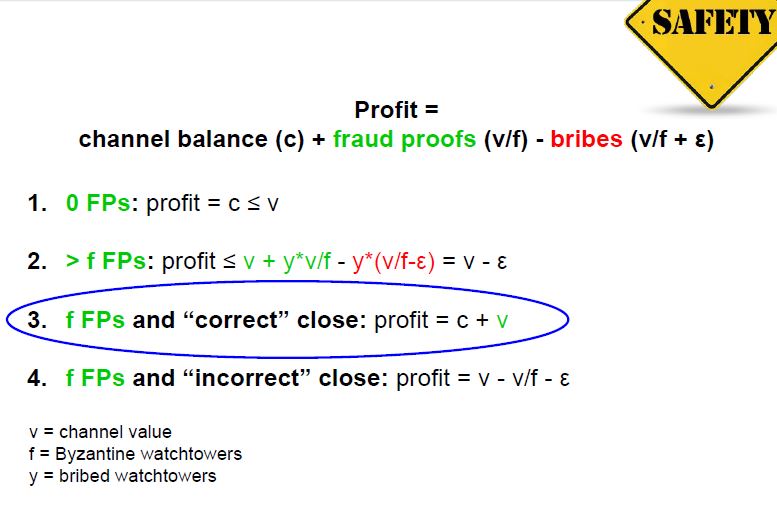 SAFETY
Profit =
channel balance (c) + fraud proofs (v/f) - bribes (v/f + ε)
1. 0 FPs: profit = c ≤ v
2. > f FPs: profit ≤ v + y*v/f - y*(v/f-ε) = v - ε
3. f FPs and “correct” close: profit = c + v
4. f FPs and “incorrect” close: profit = v - v/f - ε
v = channel value
f = Byzantine watchtowers
y = bribed watchtowers